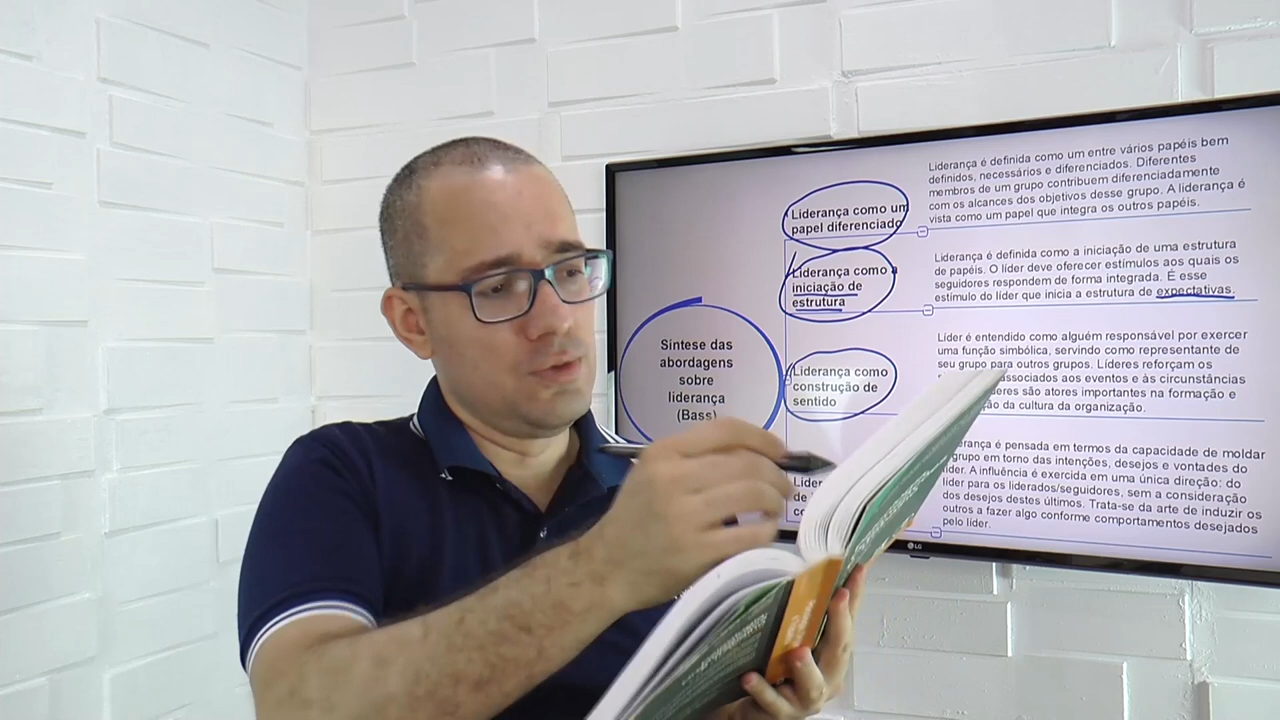 Síntese das
abordagens
sobre
liderança
(Bass)
Liderança como um
papel diferenciado
Liderança é definida como um entre vários papéis bem
definidos, necessários e diferenciados. Diferentes
membros de um grupo contribuem diferenciadamente
com os alcances dos objetivos desse grupo. A liderança é
vista como um papel que integra os outros papéis.
Liderança como a
iniciação de
estrutura
Liderança é definida como a iniciação de uma estrutura
de papéis. O líder deve oferecer estímulos aos quais os
seguidores respondem de forma integrada. É esse
estímulo do líder que inicia a estrutura de expectativas.
Liderança como
construção de
sentido
Líder é entendido como alguém responsável por exercer
uma função simbólica, servindo como representante de
seu grupo para outros grupos. Líderes reforçam os
associados aos eventos e às circunstâncias
são atores importantes na formação e
da cultura da organização.
é pensada em termos da capacidade de moldar
grupo em torno das intenções, desejos e vontades do
líder. A influência é exercida em uma única direção: do
líder para os liderados/seguidores, sem a consideração
dos desejos destes últimos. Trata-se da arte de induzir os
outros a fazer algo conforme comportamentos desejados
pelo líder.
LG